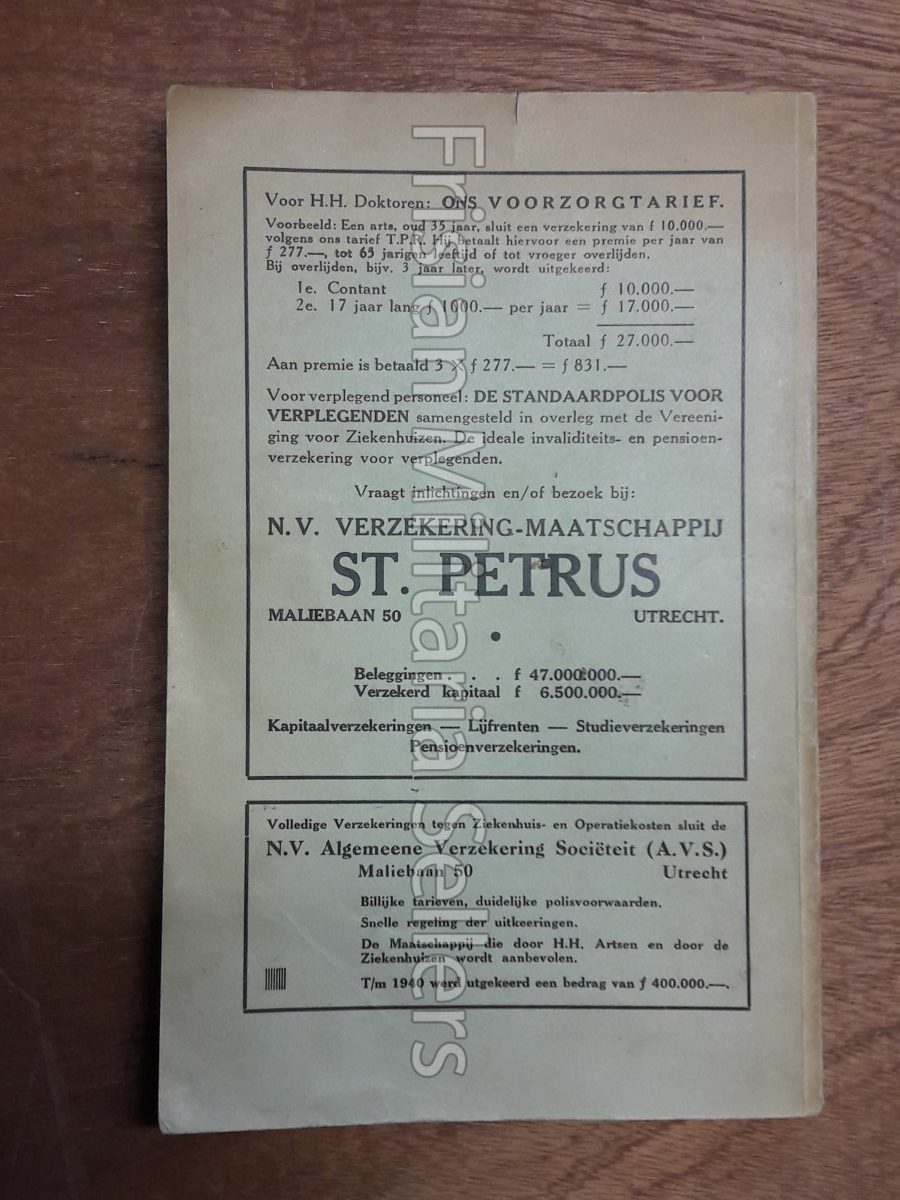 Voor H.H. Doktoren: ONS VOORZORGTARIEF.
Voorbeeld: Een arts, oud 35 jaar, sluit een verzekering van f 10.000.—
volgens ons tarief T.P.R. Hij betaalt hiervoor een premie per jaar van
f 277.—, tot 65 jarigen leeftijd of tot vroeger overlijden.
Bij overlijden, bijv. 3 jaar later, wordt uitgekeerd:
1e. Contant f 10.000.—
2e. 17 jaar lang f 1000.— per jaar = f 17.000.—
Totaal f 27.000.—
Aan premie is betaald 3 × f 277.— = f 831.—
Voor verplegend personeel: DE STANDAARDPOLIS VOOR
VERPLEGENDEN samengesteld in overleg met de Vereeni-
ging voor Ziekenhuizen. De ideale invaliditeits- en pensioen-
verzekering voor verplegenden.
Vraagt inlichtingen en/of bezoek bij:
N.V. VERZEKERING-MAATSCHAPPIJ
ST. PETRUS
MALIEBAAN 50 UTRECHT.
Beleggingen . . . f 47.000.000.—
Verzekerd kapitaal f 6.500.000.—
Kapitaalverzekeringen — Lijfrenten — Studieverzekeringen
Pensioenverzekeringen.
Volledige Verzekeringen tegen Ziekenhuis- en Operatiekosten sluit de
N.V. Algemeene Verzekering Sociëteit (A.V.S.)
Maliebaan 50 Utrecht
Billijke tarieven, duidelijke polisvoorwaarden.
Snelle regeling der uitkeeringen.
De Maatschappij die door H.H. Artsen en door de
Ziekenhuizen wordt aanbevolen.
T/m 1940 werd uitgekeerd een bedrag van f 400.000.—.
Frisian Militaria Sellers